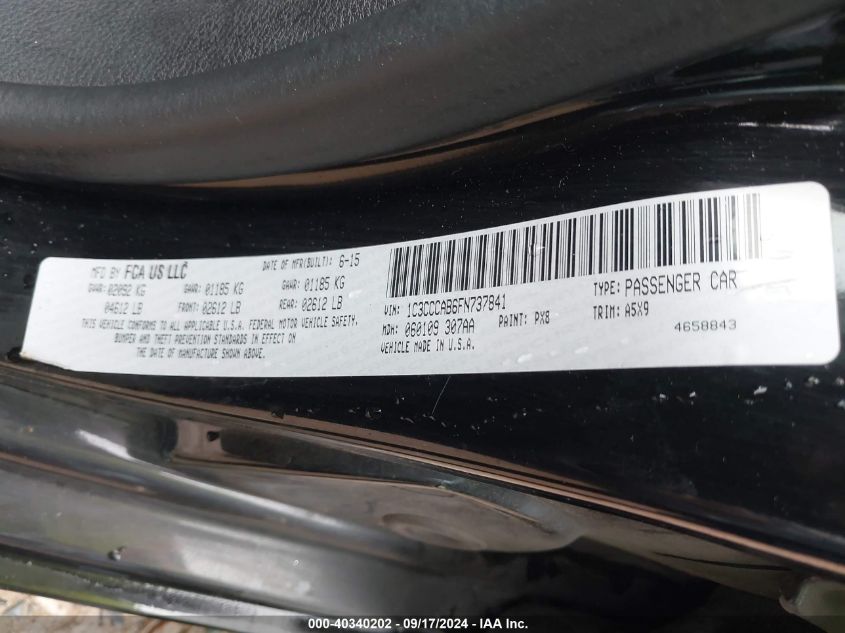 MFD BY FCA US LLC DATE OF MFR(BUILT): 6-15
GVWR: 02092 KG GAWR: 01185 KG GAWR: 01185 KG
04612 LB FRONT: 02612 LB REAR: 02612 LB
THIS VEHICLE CONFORMS TO ALL APPLICABLE U.S.A. FEDERAL MOTOR VEHICLE SAFETY,
BUMPER AND THEFT PREVENTION STANDARDS IN EFFECT ON
THE DATE OF MANUFACTURE SHOWN ABOVE.
VIN: 1C3CCCAB6FN737841 TYPE: PASSENGER CAR
MDH: 060109 307AA PAINT: PX8 TRIM: A5X9
VEHICLE MADE IN U.S.A. 4658843
000-40340202 - 09/17/2024 - IAA Inc.